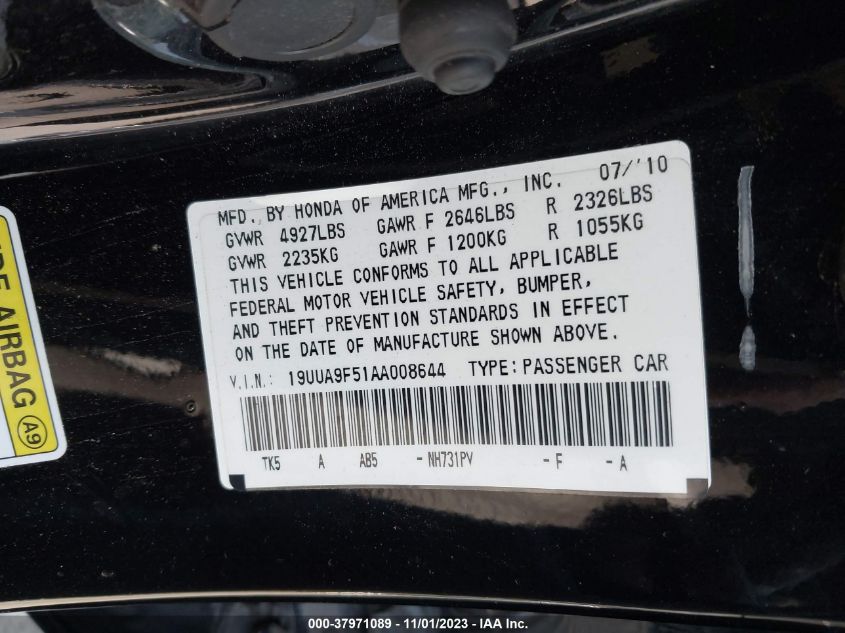 MFD. BY HONDA OF AMERICA MFG., INC. 07/'10
GVWR 4927LBS GAWR F 2646LBS R 2326LBS
GVWR 2235KG GAWR F 1200KG R 1055KG
THIS VEHICLE CONFORMS TO ALL APPLICABLE
FEDERAL MOTOR VEHICLE SAFETY, BUMPER,
AND THEFT PREVENTION STANDARDS IN EFFECT
ON THE DATE OF MANUFACTURE SHOWN ABOVE.
V.I.N.: 19UUA9F51AA008644 TYPE: PASSENGER CAR
TK5 A AB5 -NH731PV -F -A
AIRBAG A9
000-37971089 - 11/01/2023 - IAAI INC.